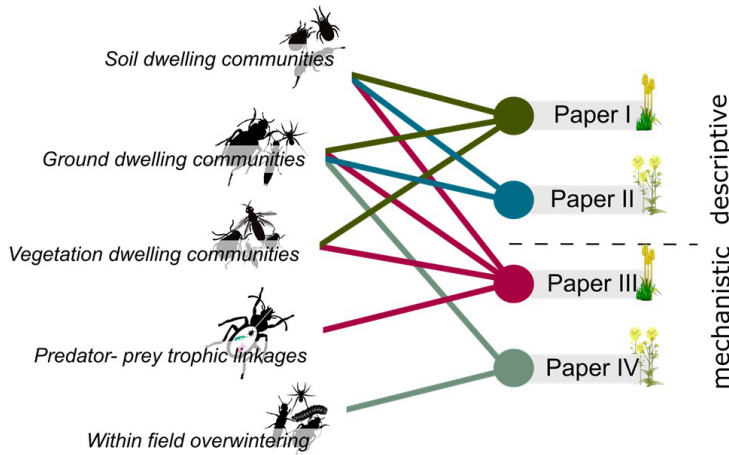 Soil dwelling communities
Ground dwelling communities
Vegetation dwelling communities
Predator- prey trophic linkages
Within field overwintering
Paper I
Paper II
Paper III
Paper IV
descriptive
mechanistic